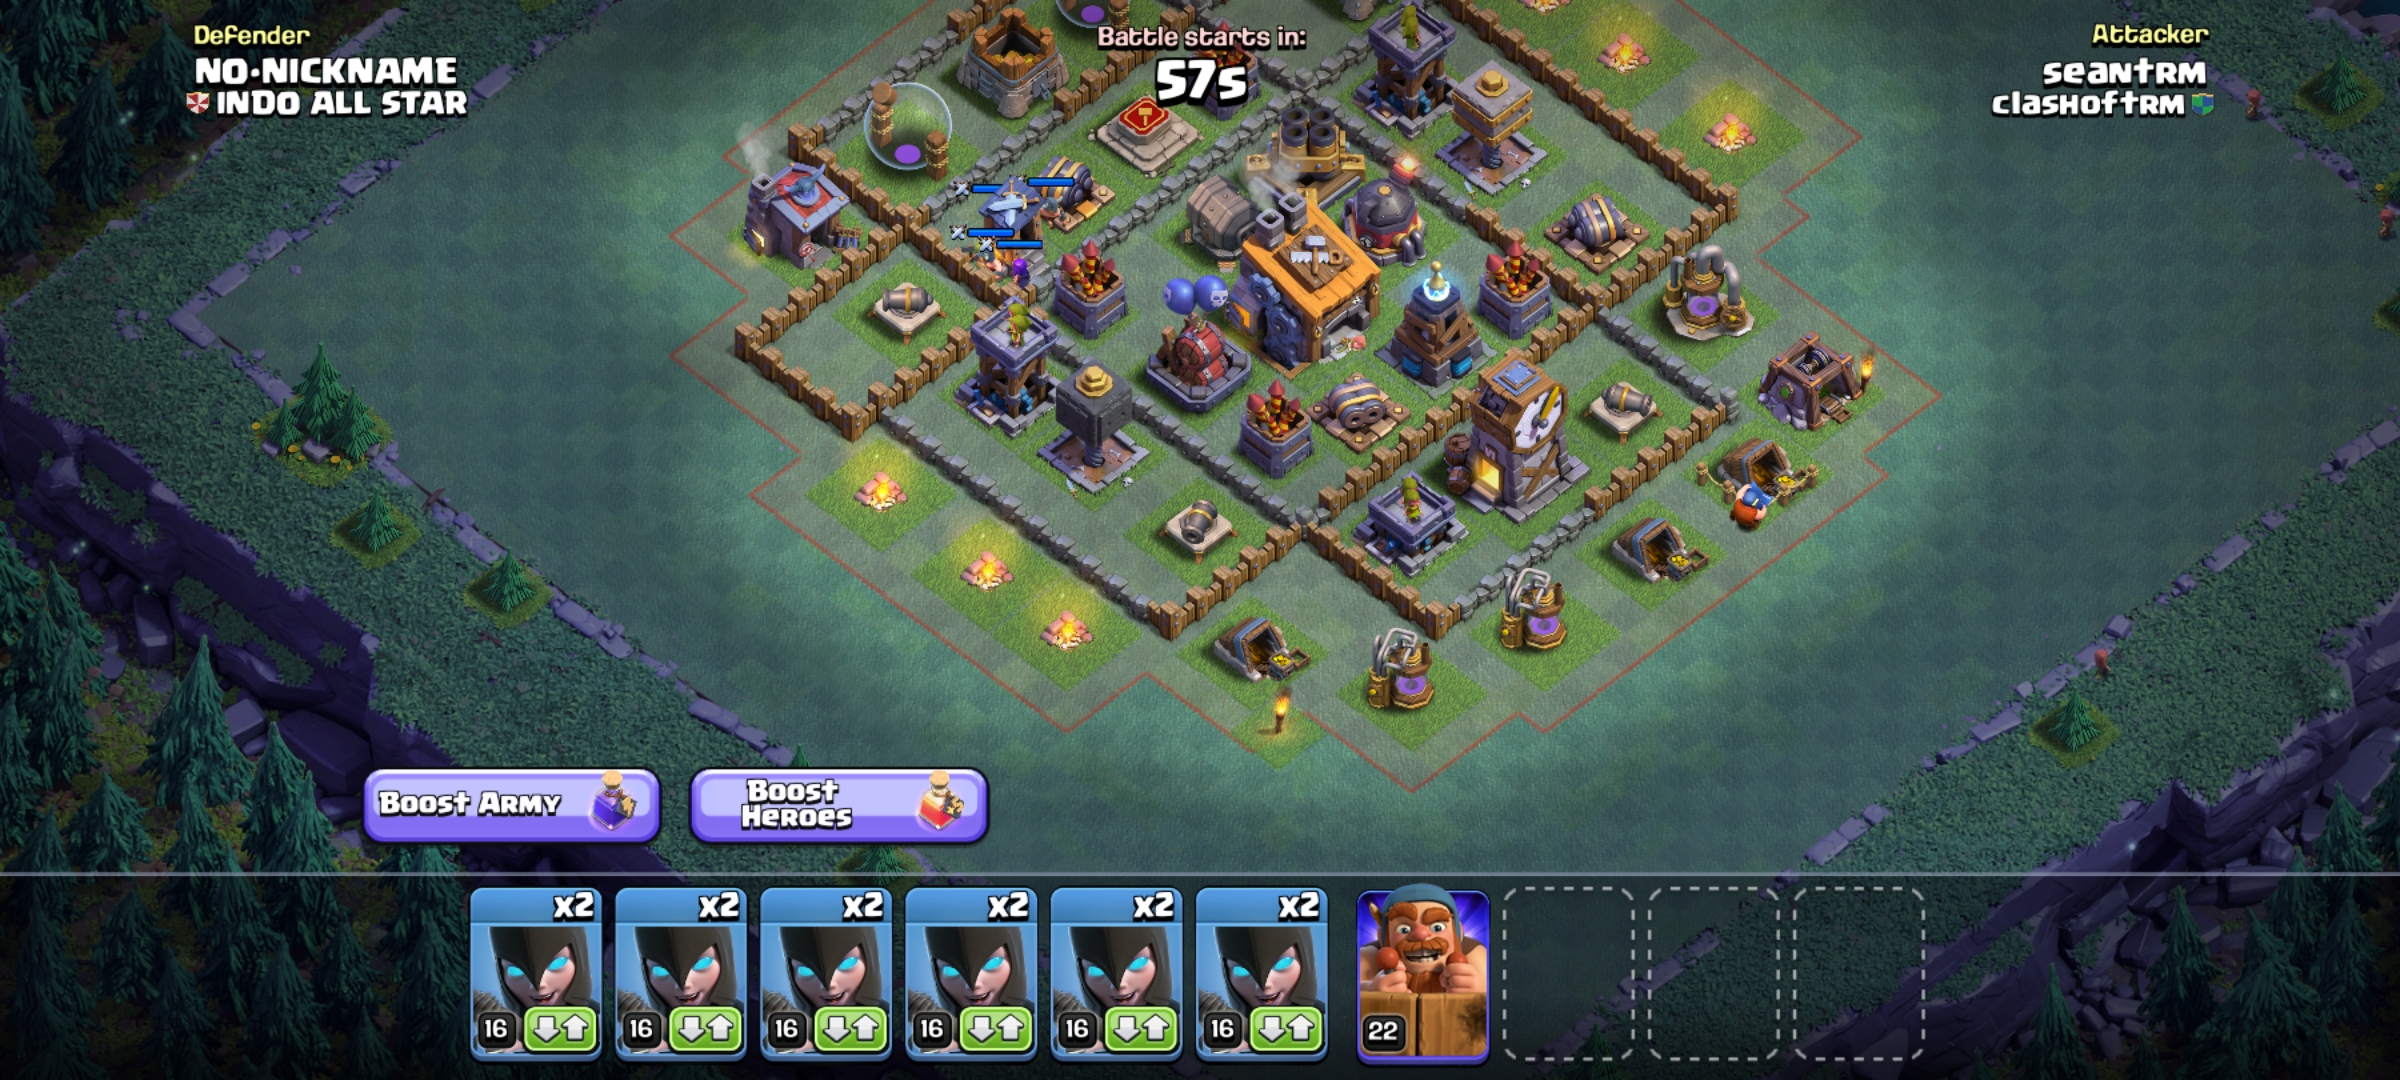 Defender
NO•NICKNAME
INDO ALL STAR
Battle starts in:
57s
Attacker
seantRM
clashoftRM
Boost Army
Boost
Heroes
x2
x2
x2
x2
x2
x2
16
16
16
16
16
16
22